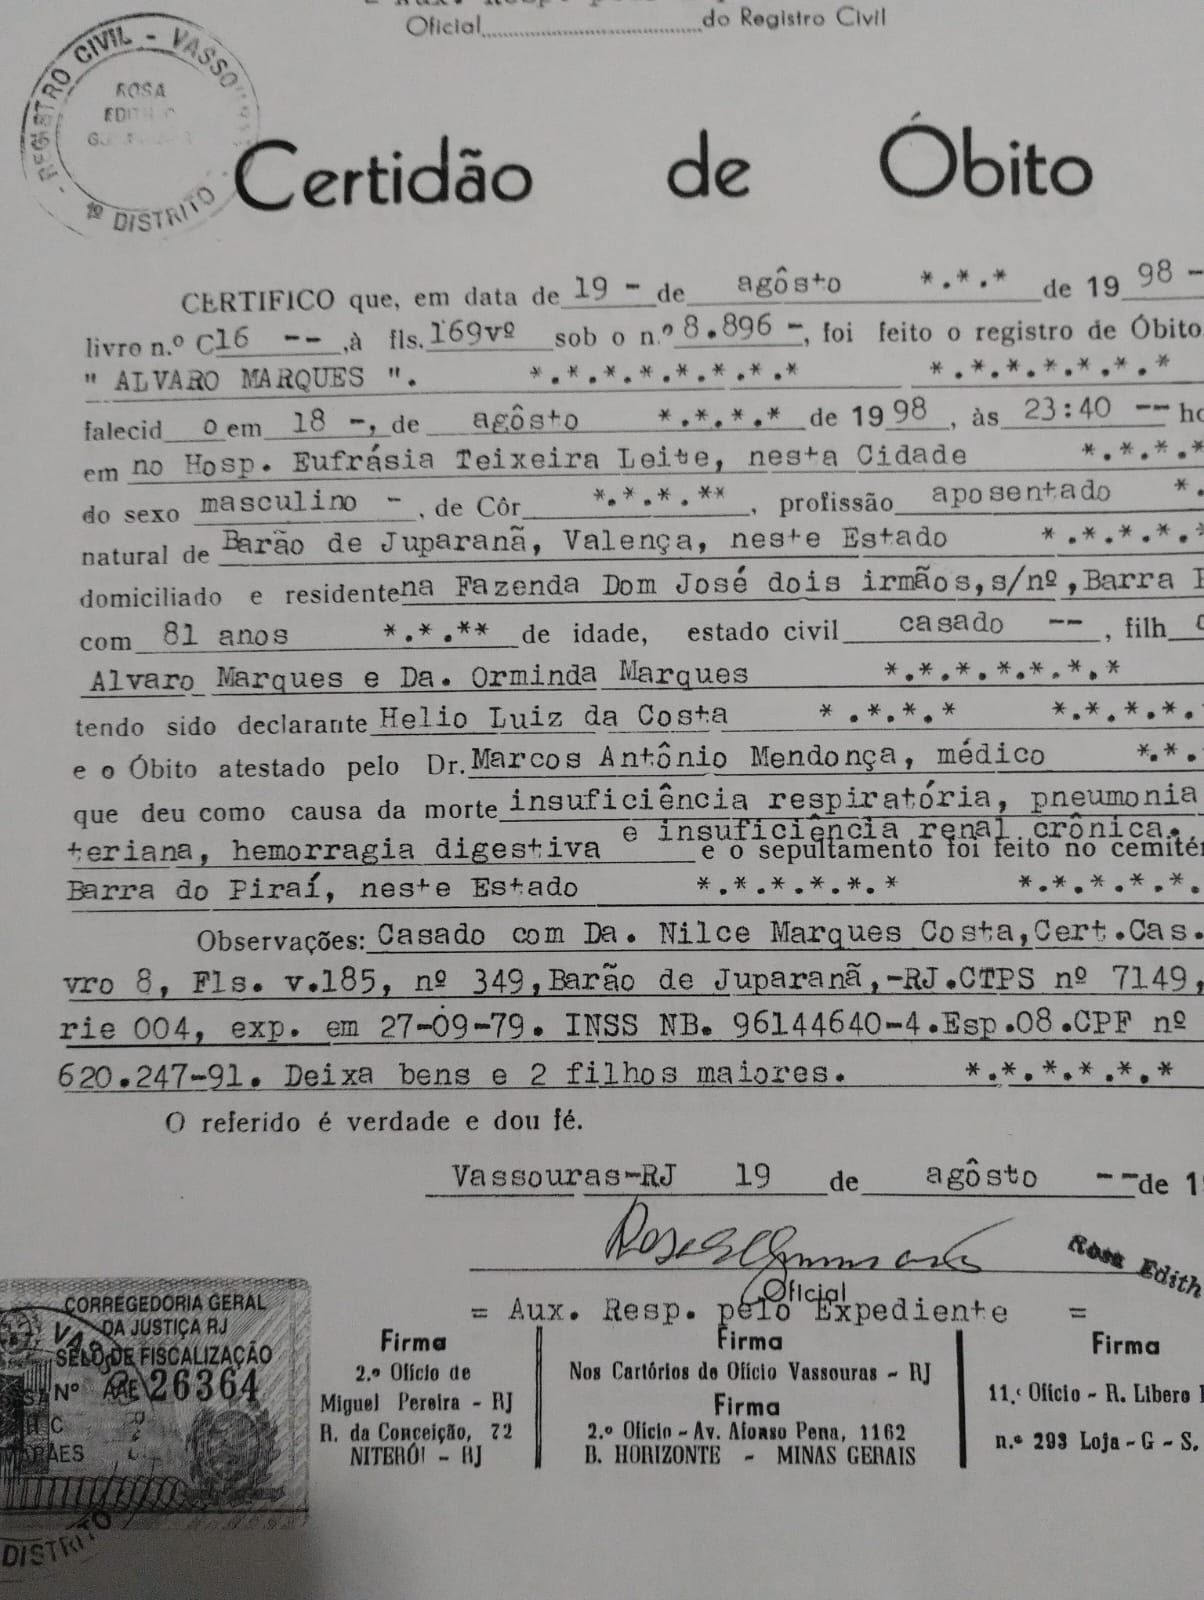 Oficial do Registro Civil
REGISTRO CIVIL - VASSOU
ROSA
1º DISTRITO
Certidão de Óbito
CERTIFICO que, em data de 19 - de agôsto *.*.* de 19 98 -
livro n.º C16 -- ,à fls. 169vº sob o n.º 8.896 -, foi feito o registro de Óbito
" ALVARO MARQUES ". *.*.*.*.*.*.*.* *.*.*.*.*.*.*
falecid o em 18 -, de agôsto *.*.*.* de 19 98 , às 23:40 -- ho
em no Hosp. Eufrásia Teixeira Leite, nesta Cidade *.*.*.*
do sexo masculino - , de Côr *.*.*.** , profissão aposentado *.
natural de Barão de Juparanã, Valença, neste Estado *.*.*.*.*
domiciliado e residente na Fazenda Dom José dois irmãos,s/nº,Barra
com 81 anos *.*.** de idade, estado civil casado -- , filh
Alvaro Marques e Da. Orminda Marques *.*.*.*.*.*.*
tendo sido declarante Helio Luiz da Costa *.*.*.* *.*.*.*.
e o Óbito atestado pelo Dr. Marcos Antônio Mendonça, médico *.*.
que deu como causa da morte insuficiência respiratória, pneumonia
teriana, hemorragia digestiva e insuficiência renal crônica. e o sepultamento foi feito no cemité
Barra do Piraí, neste Estado *.*.*.*.*.* *.*.*.*.*.
Observações: Casado com Da. Nilce Marques Costa,Cert.Cas.
vro 8, Fls. v.185, nº 349,Barão de Juparanã,-RJ.CTPS nº 7149,
rie 004, exp. em 27-09-79. INSS NB. 96144640-4.Esp.08.CPF nº
620.247-91. Deixa bens e 2 filhos maiores. *.*.*.*.*.*
O referido é verdade e dou fé.
Vassouras-RJ 19 de agôsto -- de 1
Rosa Edith
Oficial
= Aux. Resp. pelo Expediente =
CORREGEDORIA GERAL
DA JUSTIÇA RJ
SELO DE FISCALIZAÇÃO
Nº AAE 26364
DISTRITO
Firma
2.º Ofício de
Miguel Pereira - RJ
R. da Conceição, 72
NITERÓI - RJ
Firma
Nos Cartórios de Ofício Vassouras - RJ
Firma
2.º Ofício - Av. Afonso Pena, 1162
B. HORIZONTE - MINAS GERAIS
Firma
11.º Ofício - R. Libero
n.º 293 Loja - G - S.